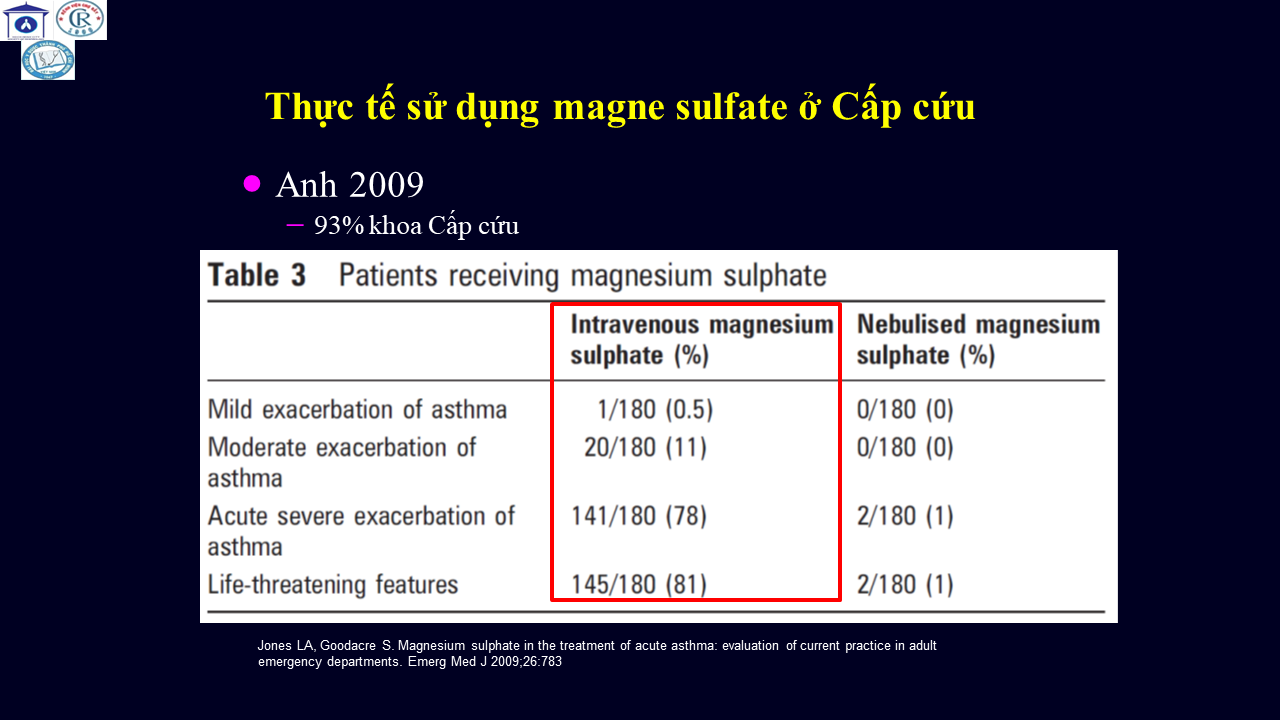 Thực tế sử dụng magne sulfate ở Cấp cứu
Anh 2009
– 93% khoa Cấp cứu
Table 3 Patients receiving magnesium sulphate
Intravenous magnesium sulphate (%)
Nebulised magnesium sulphate (%)
Mild exacerbation of asthma 1/180 (0.5) 0/180 (0)
Moderate exacerbation of asthma 20/180 (11) 0/180 (0)
Acute severe exacerbation of asthma 141/180 (78) 2/180 (1)
Life-threatening features 145/180 (81) 2/180 (1)
Jones LA, Goodacre S. Magnesium sulphate in the treatment of acute asthma: evaluation of current practice in adult
emergency departments. Emerg Med J 2009;26:783